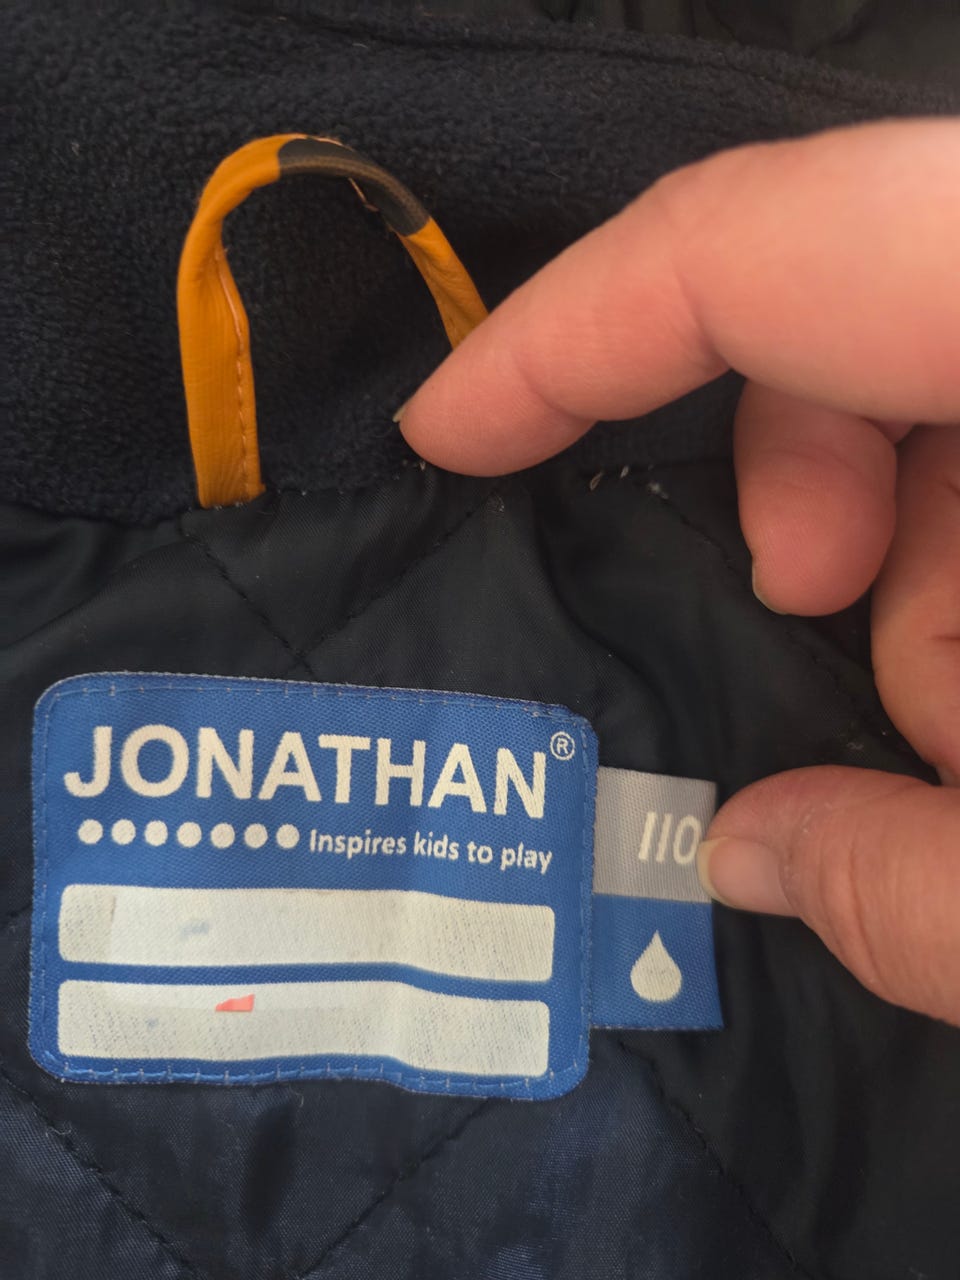 JONATHAN®
Inspires kids to play
110